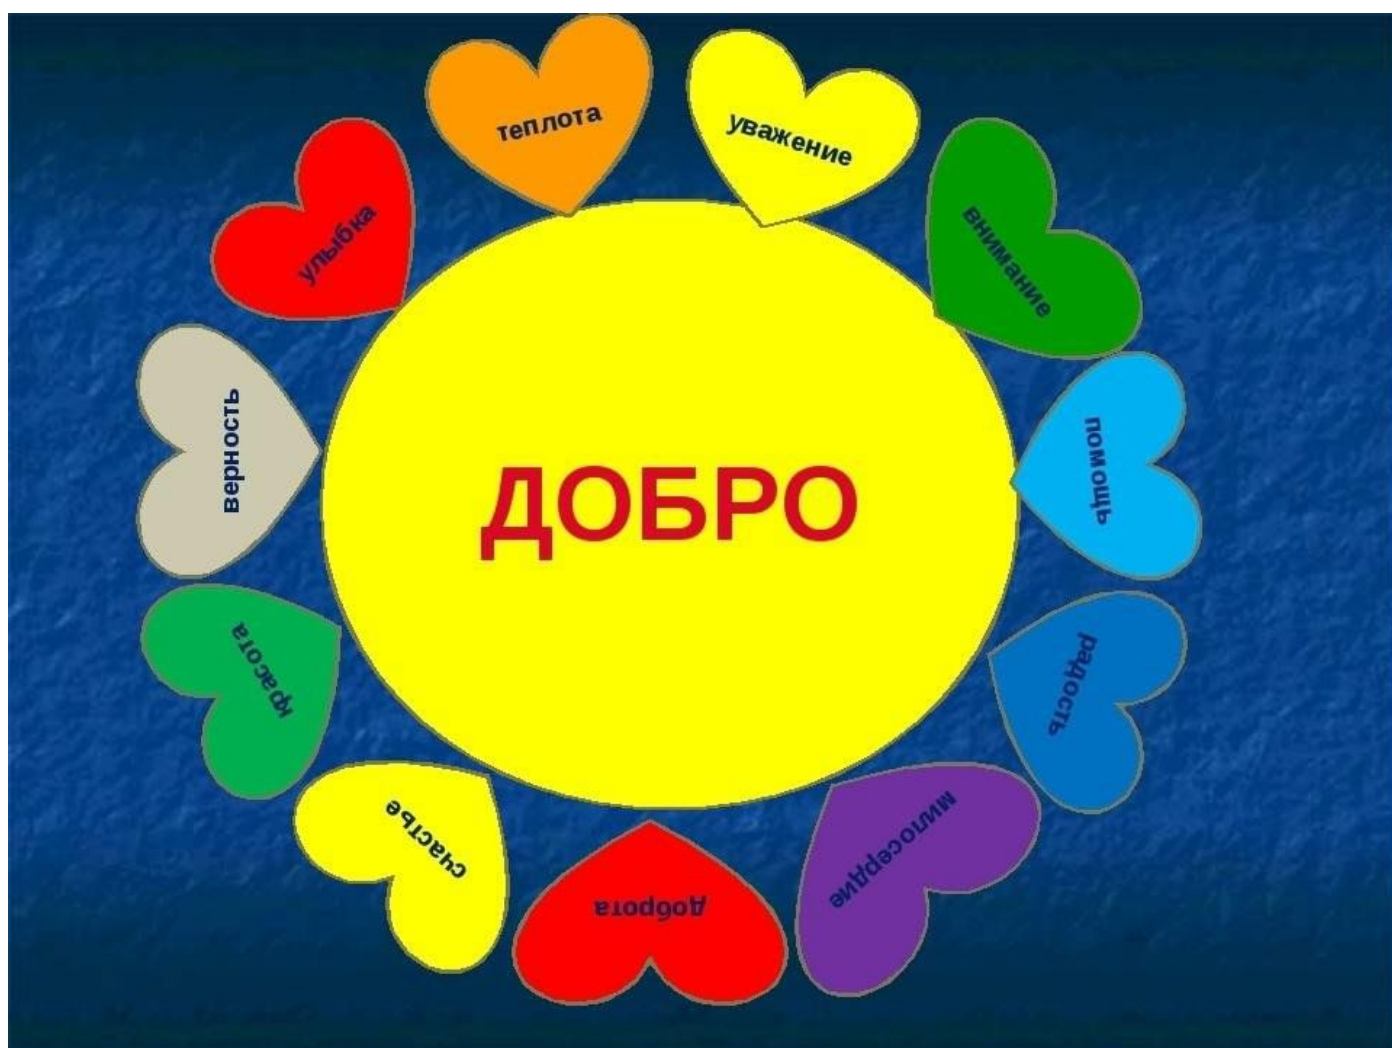 теплота
уважение
внимание
помощь
радость
милосердие
доброта
счастье
красота
верность
улыбка
ДОБРО